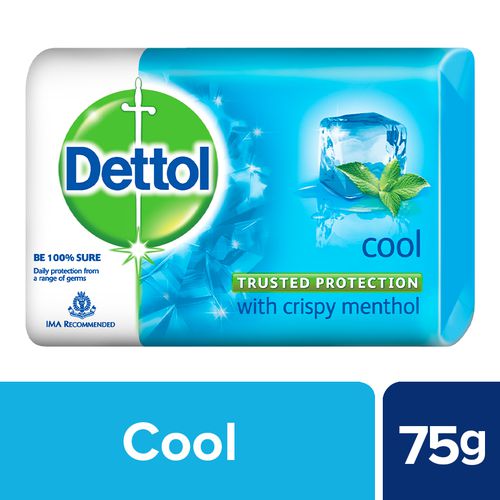 Dettol
BE 100% SURE
Daily protection from
a range of germs
IMA RECOMMENDED
cool
TRUSTED PROTECTION
with crispy menthol
Cool
75g